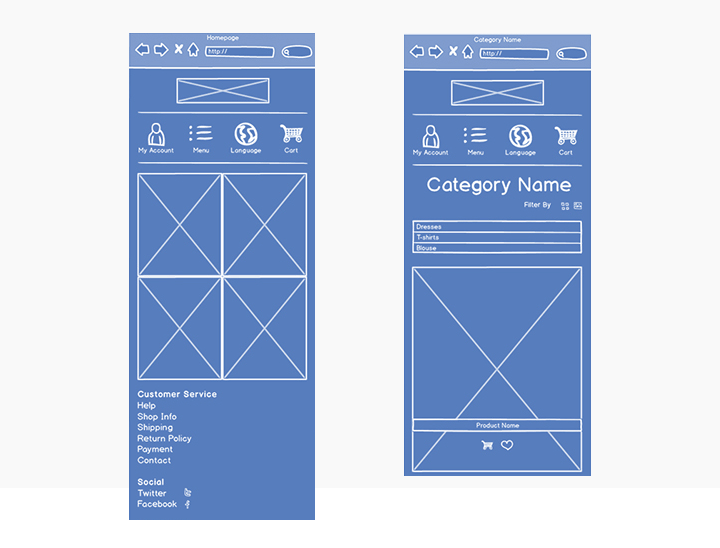 Homepage
http://
My Account Menu Language Cart
Customer Service
Help
Shop Info
Shipping
Return Policy
Payment
Contact
Social
Twitter
Facebook
Category Name
http://
My Account Menu Language Cart
Category Name
Filter By
Dresses
T-shirts
Blouse
Product Name